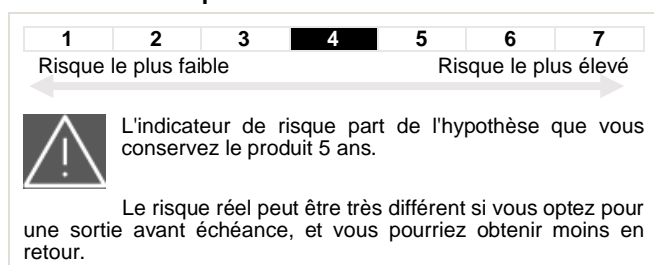 1 2 3 4 5 6 7
Risque le plus faible Risque le plus élevé
L'indicateur de risque part de l'hypothèse que vous
conservez le produit 5 ans.
Le risque réel peut être très différent si vous optez pour
une sortie avant échéance, et vous pourriez obtenir moins en
retour.